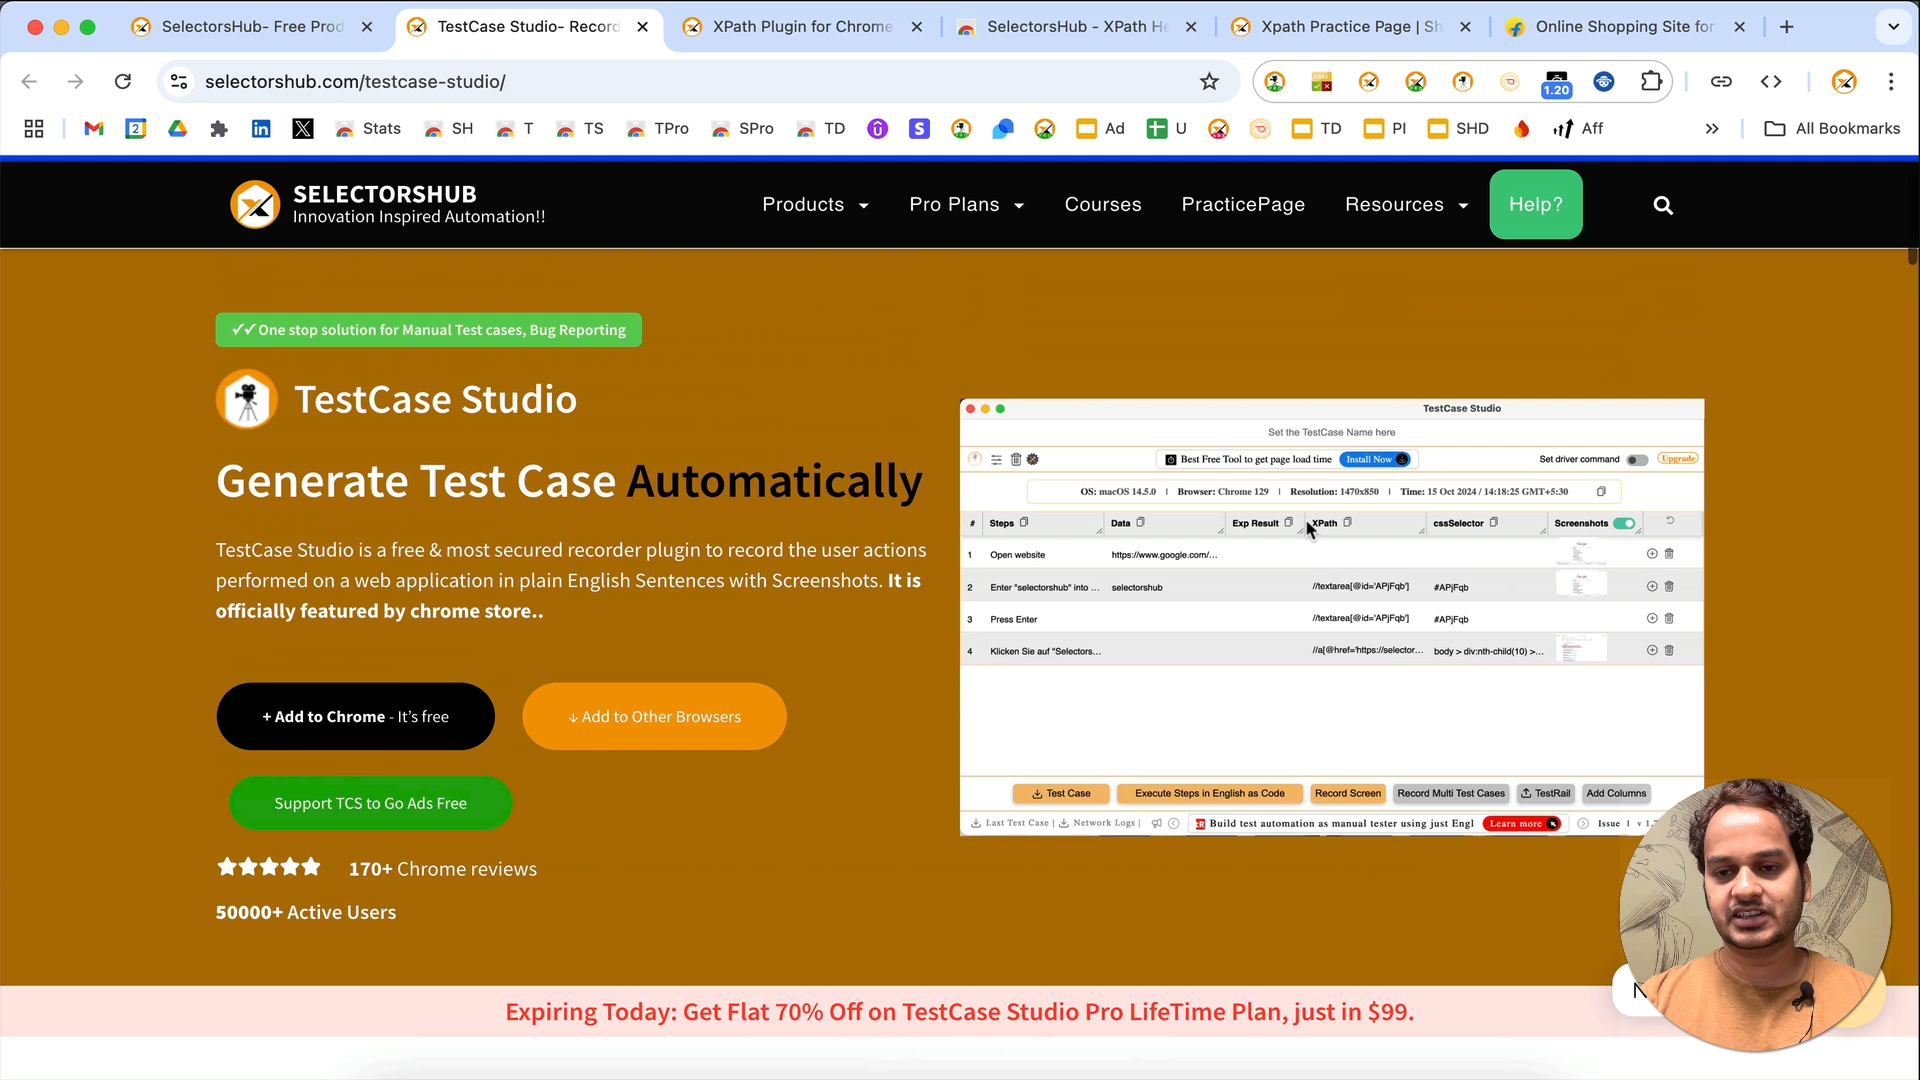 SelectorsHub- Free Prod
TestCase Studio- Record
XPath Plugin for Chrome
SelectorsHub - XPath He
Xpath Practice Page | Sh
Online Shopping Site for
selectorshub.com/testcase-studio/
1.20
2
Stats
SH
T
TS
TPro
SPro
TD
S
Ad
U
TD
PI
SHD
Aff
All Bookmarks
SELECTORSHUB
Innovation Inspired Automation!!
Products
Pro Plans
Courses
PracticePage
Resources
Help?
✓✓One stop solution for Manual Test cases, Bug Reporting
TestCase Studio
Generate Test Case Automatically
TestCase Studio is a free & most secured recorder plugin to record the user actions
performed on a web application in plain English Sentences with Screenshots. It is
officially featured by chrome store..
+ Add to Chrome - It's free
↓ Add to Other Browsers
Support TCS to Go Ads Free
170+ Chrome reviews
50000+ Active Users
TestCase Studio
Set the TestCase Name here
Best Free Tool to get page load time
Install Now
Set driver command
Upgrade
OS: macOS 14.5.0 | Browser: Chrome 129 | Resolution: 1470x850 | Time: 15 Oct 2024 / 14:18:25 GMT+5:30
# Steps Data Exp Result XPath cssSelector Screenshots
1 Open website https://www.google.com/...
2 Enter "selectorshub" into ... selectorshub //textarea[@id='APjFqb'] #APjFqb
3 Press Enter //textarea[@id='APjFqb'] #APjFqb
4 Klicken Sie auf "Selectors... //a[@href='https://selector... body > div:nth-child(10) >...
Test Case
Execute Steps in English as Code
Record Screen
Record Multi Test Cases
TestRail
Add Columns
Last Test Case | Network Logs |
Build test automation as manual tester using just Engl
Learn more
Issue | v 1.
Expiring Today: Get Flat 70% Off on TestCase Studio Pro LifeTime Plan, just in $99.